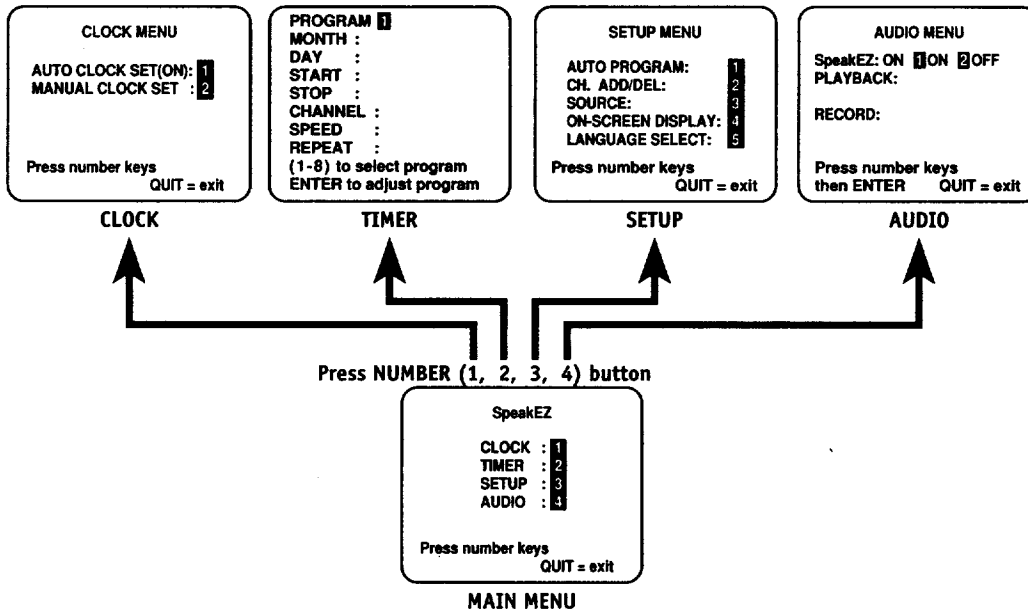 CLOCK MENU
AUTO CLOCK SET(ON): 1
MANUAL CLOCK SET : 2
Press number keys
QUIT = exit
CLOCK
PROGRAM 1
MONTH :
DAY :
START :
STOP :
CHANNEL :
SPEED :
REPEAT :
(1-8) to select program
ENTER to adjust program
TIMER
SETUP MENU
AUTO PROGRAM: 1
CH. ADD/DEL: 2
SOURCE: 3
ON-SCREEN DISPLAY: 4
LANGUAGE SELECT: 5
Press number keys
QUIT = exit
SETUP
AUDIO MENU
SpeakEZ: ON 1 ON 2 OFF
PLAYBACK:
RECORD:
Press number keys
then ENTER QUIT = exit
AUDIO
Press NUMBER (1, 2, 3, 4) button
SpeakEZ
CLOCK : 1
TIMER : 2
SETUP : 3
AUDIO : 4
Press number keys
QUIT = exit
MAIN MENU